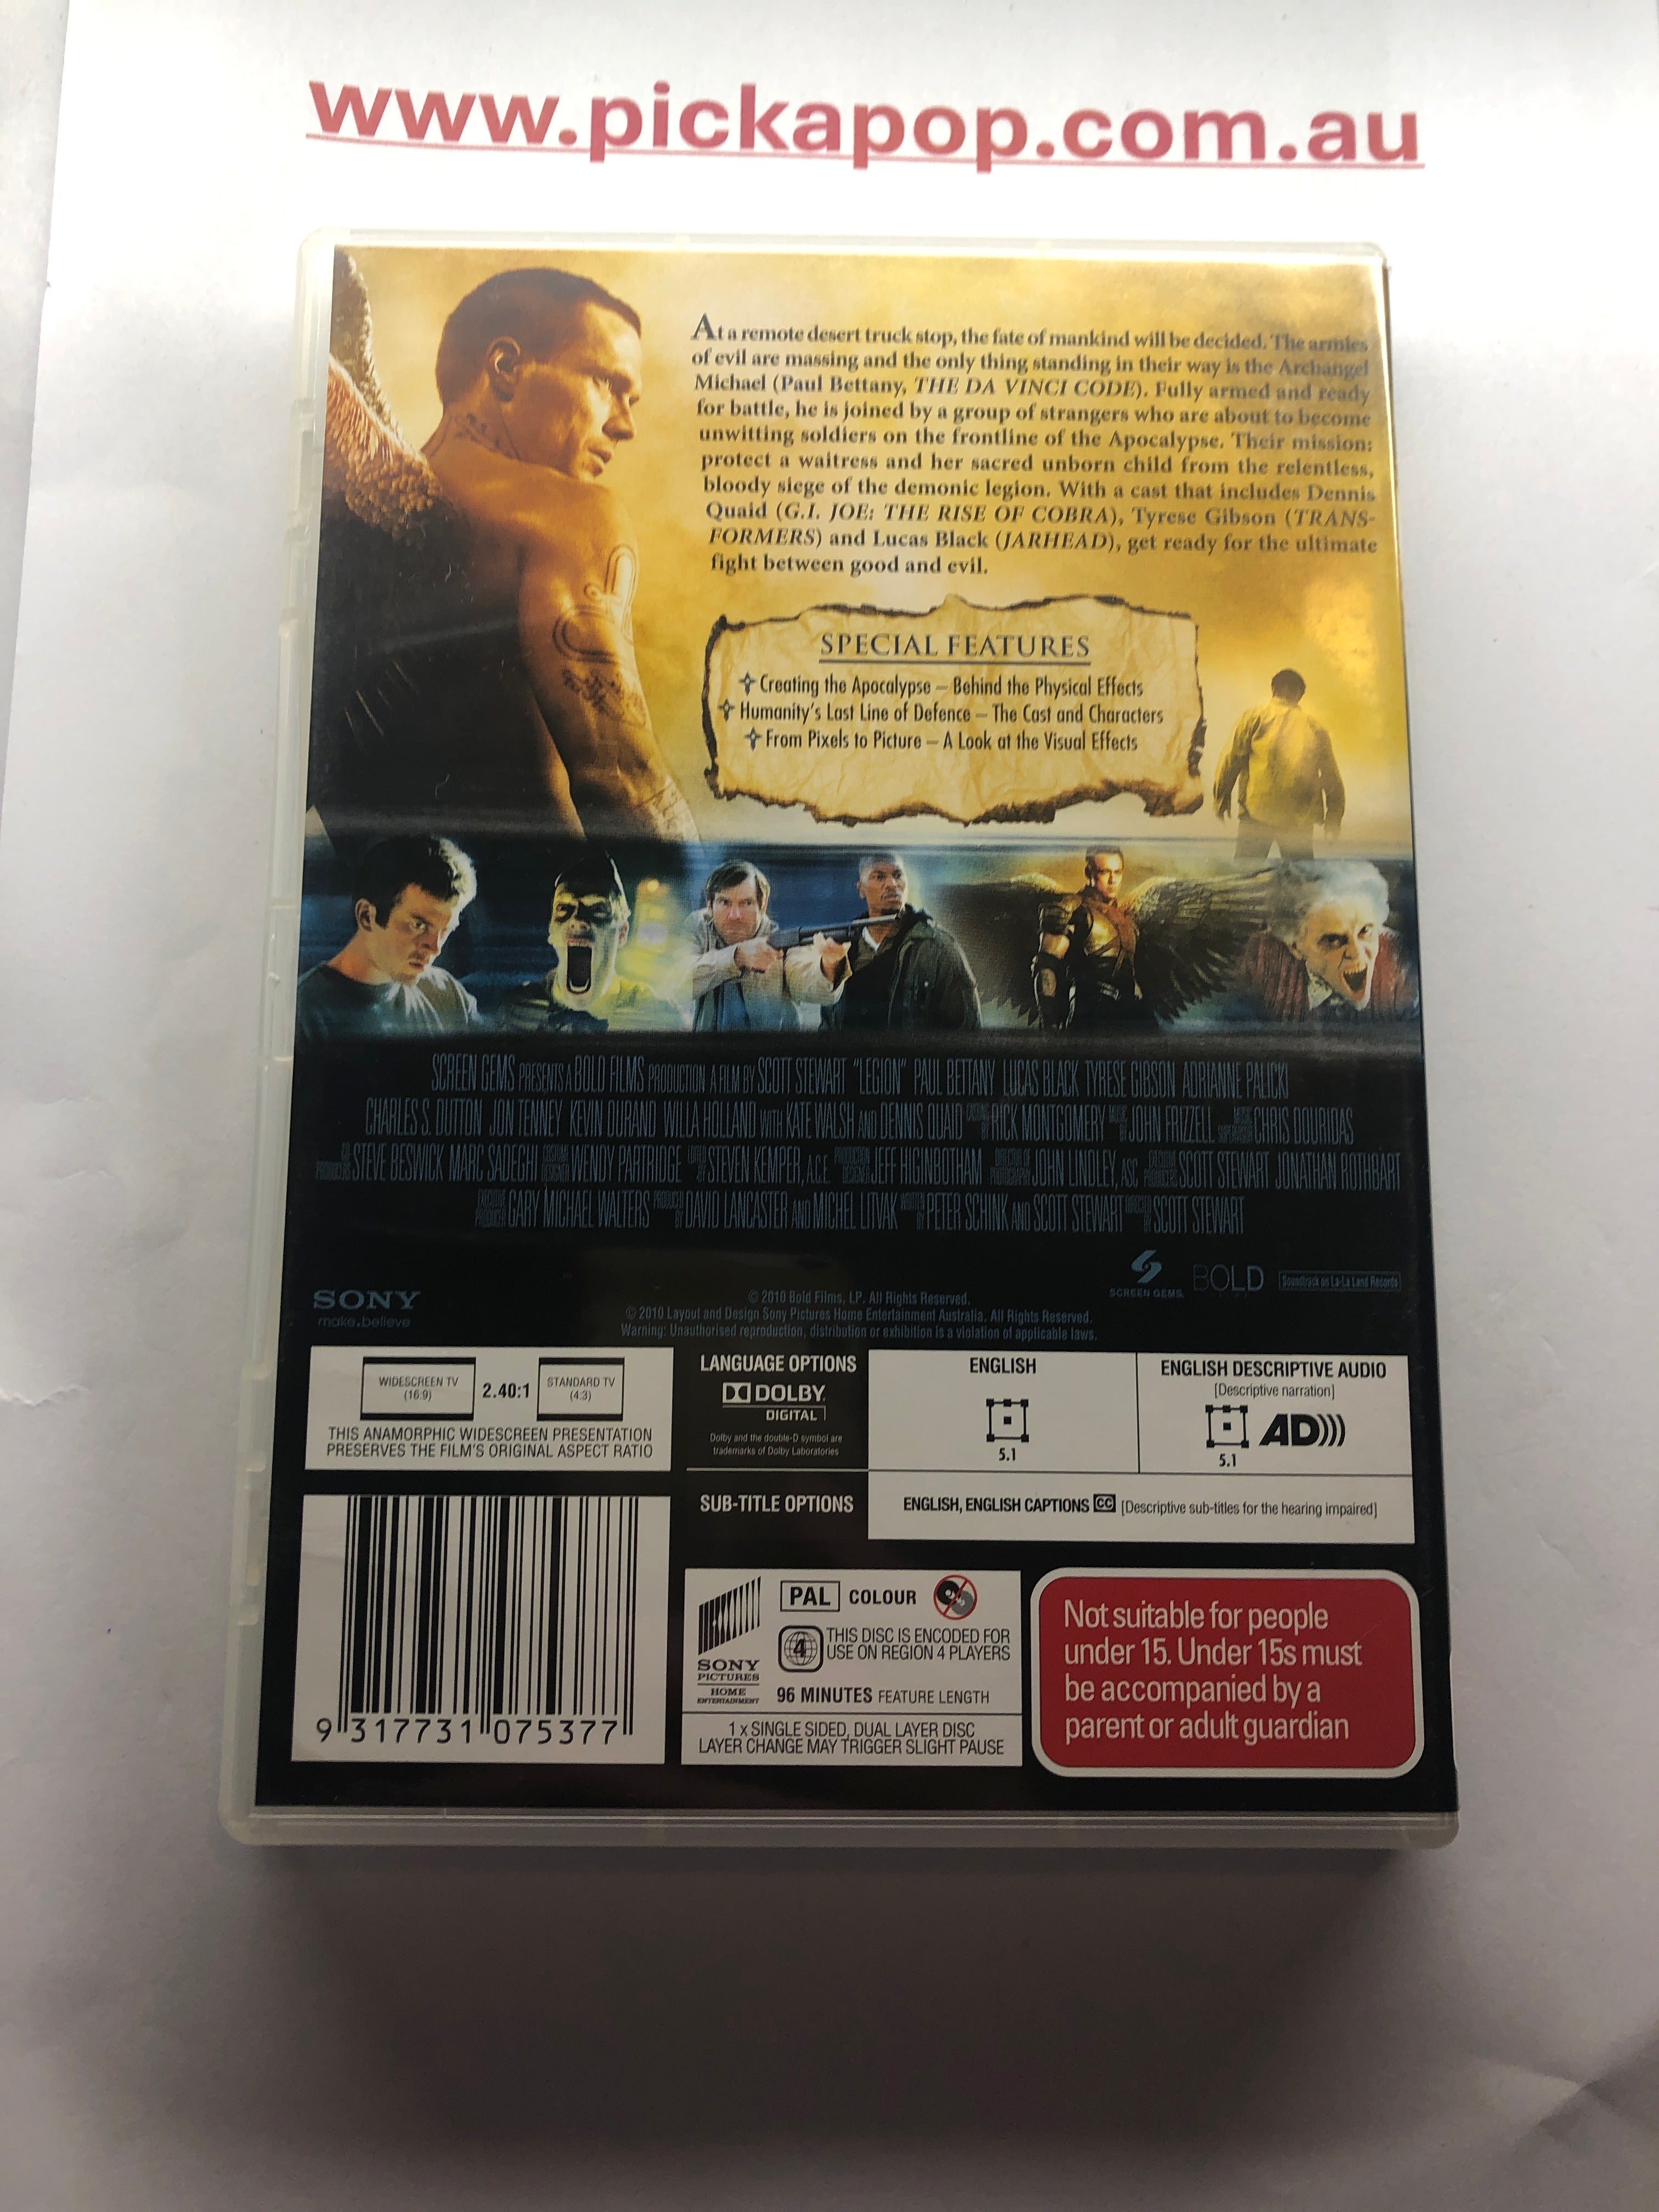 www.pickapop.com.au
At a remote desert truck stop, the fate of mankind will be decided. The armies
of evil are massing and the only thing standing in their way is the Archangel
Michael (Paul Bettany, THE DA VINCI CODE). Fully armed and ready
for battle, he is joined by a group of strangers who are about to become
unwitting soldiers on the frontline of the Apocalypse. Their mission:
protect a waitress and her sacred unborn child from the relentless,
bloody siege of the demonic legion. With a cast that includes Dennis
Quaid (G.I. JOE: THE RISE OF COBRA), Tyrese Gibson (TRANS-
FORMERS) and Lucas Black (JARHEAD), get ready for the ultimate
fight between good and evil.
SPECIAL FEATURES
Creating the Apocalypse – Behind the Physical Effects
Humanity's Last Line of Defence – The Cast and Characters
From Pixels to Picture – A Look at the Visual Effects
SCREEN GEMS PRESENTS A BOLD FILMS PRODUCTION A FILM BY SCOTT STEWART "LEGION" PAUL BETTANY LUCAS BLACK TYRESE GIBSON ADRIANNE PALICKI
CHARLES S. DUTTON JON TENNEY KEVIN DURAND WILLA HOLLAND WITH KATE WALSH AND DENNIS QUAID CASTING BY RICK MONTGOMERY MUSIC BY JOHN FRIZZELL CHRIS DOURIDAS
STEVE BESWICK MARC SADEGHI COSTUME DESIGNER WENDY PARTRIDGE EDITED BY STEVEN KEMPER, A.C.E. PRODUCTION DESIGNER JEFF HIGINBOTHAM DIRECTOR OF PHOTOGRAPHY JOHN LINDLEY, ASC EXECUTIVE PRODUCERS SCOTT STEWART JONATHAN ROTHBART
EXECUTIVE PRODUCER GARY MICHAEL WALTERS PRODUCED BY DAVID LANCASTER AND MICHEL LITVAK WRITTEN BY PETER SCHINK AND SCOTT STEWART DIRECTED BY SCOTT STEWART
SCREEN GEMS BOLD Soundtrack on La-La Land Records
SONY
make.believe
© 2010 Bold Films, LP. All Rights Reserved.
© 2010 Layout and Design Sony Pictures Home Entertainment Australia. All Rights Reserved.
Warning: Unauthorised reproduction, distribution or exhibition is a violation of applicable laws.
WIDESCREEN TV
(16:9)
2.40:1
STANDARD TV
(4:3)
THIS ANAMORPHIC WIDESCREEN PRESENTATION
PRESERVES THE FILM'S ORIGINAL ASPECT RATIO
LANGUAGE OPTIONS
DOLBY
DIGITAL
Dolby and the double-D symbol are
trademarks of Dolby Laboratories
ENGLISH
5.1
ENGLISH DESCRIPTIVE AUDIO
[Descriptive narration]
AD)))
5.1
SUB-TITLE OPTIONS
ENGLISH, ENGLISH CAPTIONS CC [Descriptive sub-titles for the hearing impaired]
9 317731 075377
SONY
PICTURES
HOME
ENTERTAINMENT
PAL COLOUR
4
THIS DISC IS ENCODED FOR
USE ON REGION 4 PLAYERS
96 MINUTES FEATURE LENGTH
1 x SINGLE SIDED, DUAL LAYER DISC
LAYER CHANGE MAY TRIGGER SLIGHT PAUSE
Not suitable for people
under 15. Under 15s must
be accompanied by a
parent or adult guardian